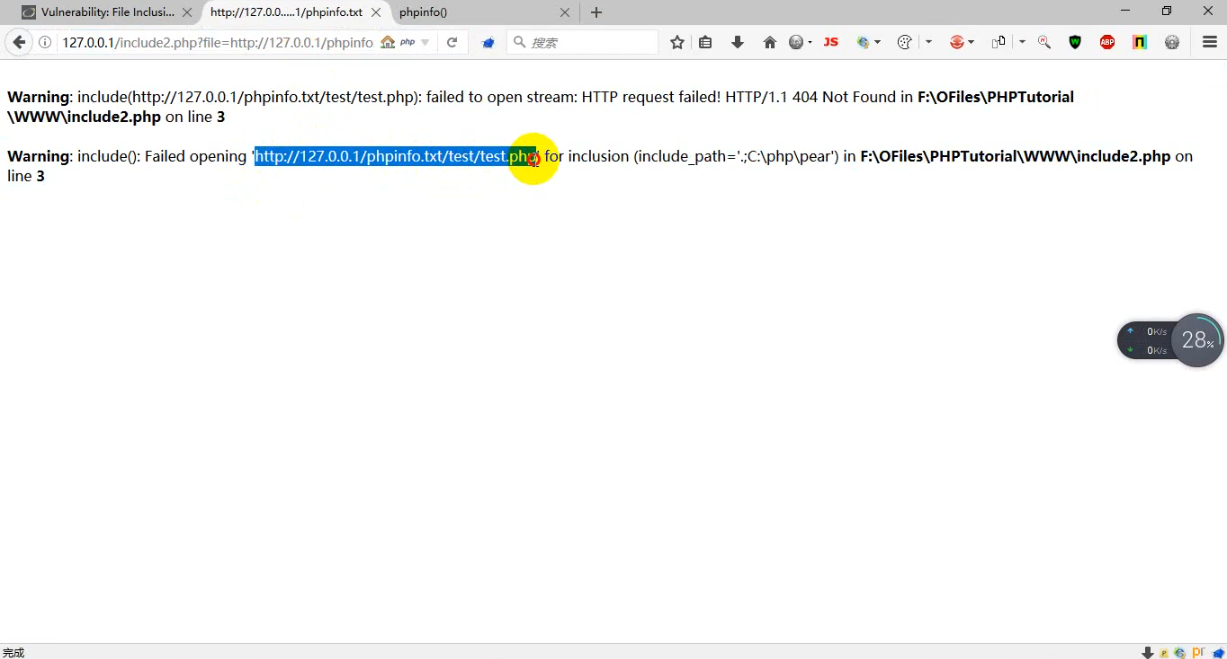 Vulnerability: File Inclusi...
http://127.0.0.....1/phpinfo.txt
phpinfo()
127.0.0.1/include2.php?file=http://127.0.0.1/phpinfo
php
搜索
JS
ABP
Warning: include(http://127.0.0.1/phpinfo.txt/test/test.php): failed to open stream: HTTP request failed! HTTP/1.1 404 Not Found in F:\OFiles\PHPTutorial
\WWW\include2.php on line 3
Warning: include(): Failed opening 'http://127.0.0.1/phpinfo.txt/test/test.php' for inclusion (include_path='.;C:\php\pear') in F:\OFiles\PHPTutorial\WWW\include2.php on
line 3
0K/s
28%
0K/s
完成
pr